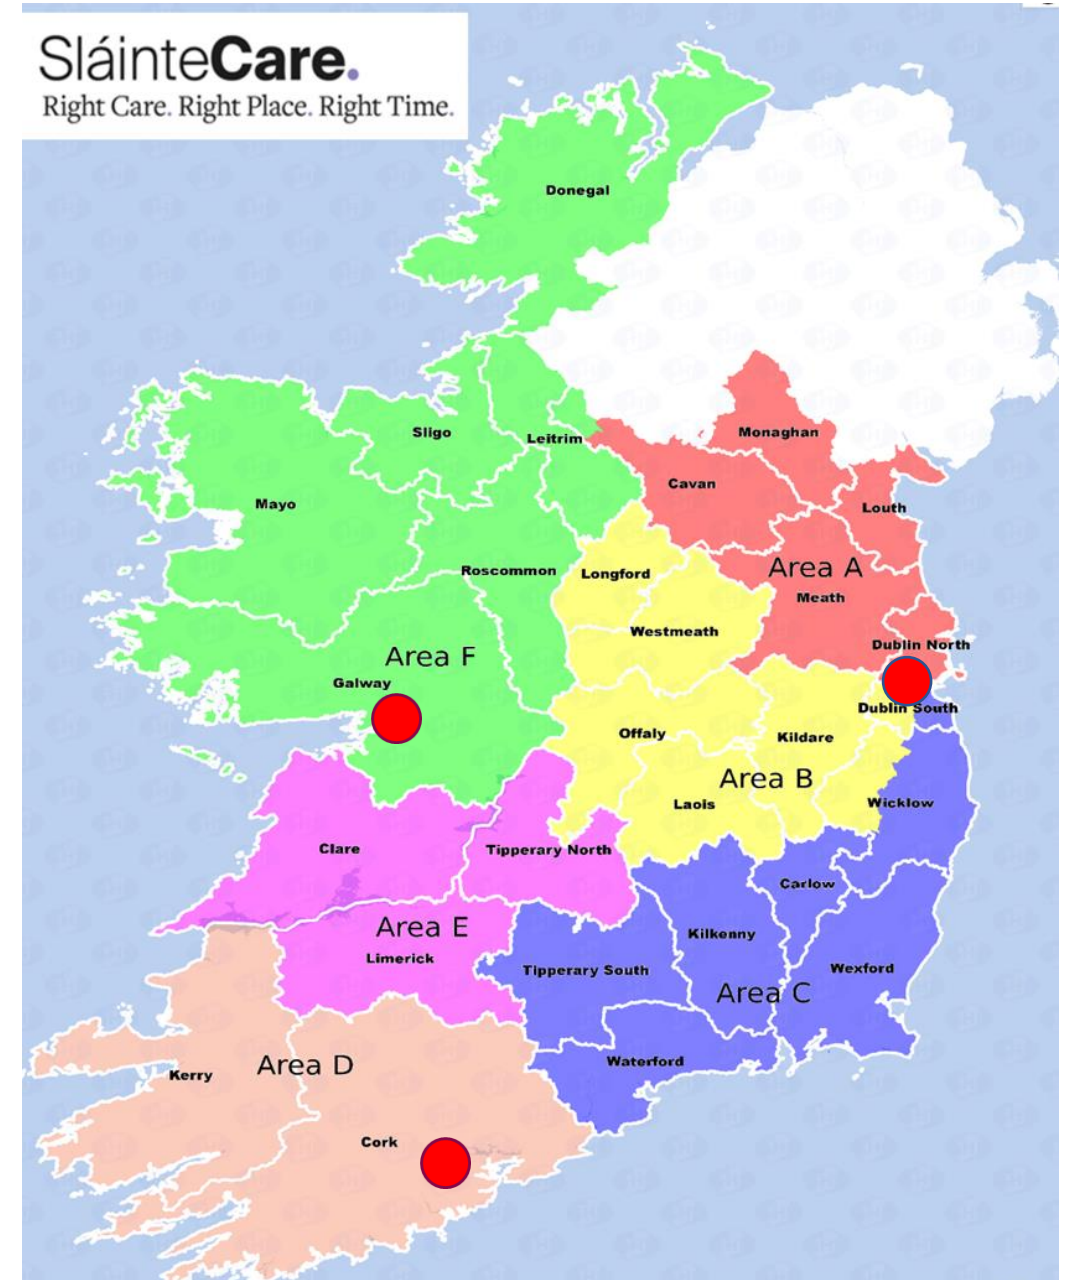 SláinteCare.
Right Care. Right Place. Right Time.
Donegal
Sligo
Leitrim
Monaghan
Cavan
Mayo
Louth
Roscommon
Longford
Area A
Meath
Westmeath
Dublin North
Area F
Galway
Dublin South
Offaly
Kildare
Area B
Laois
Wicklow
Clare
Tipperary North
Carlow
Area E
Kilkenny
Limerick
Tipperary South
Wexford
Area C
Waterford
Area D
Kerry
Cork